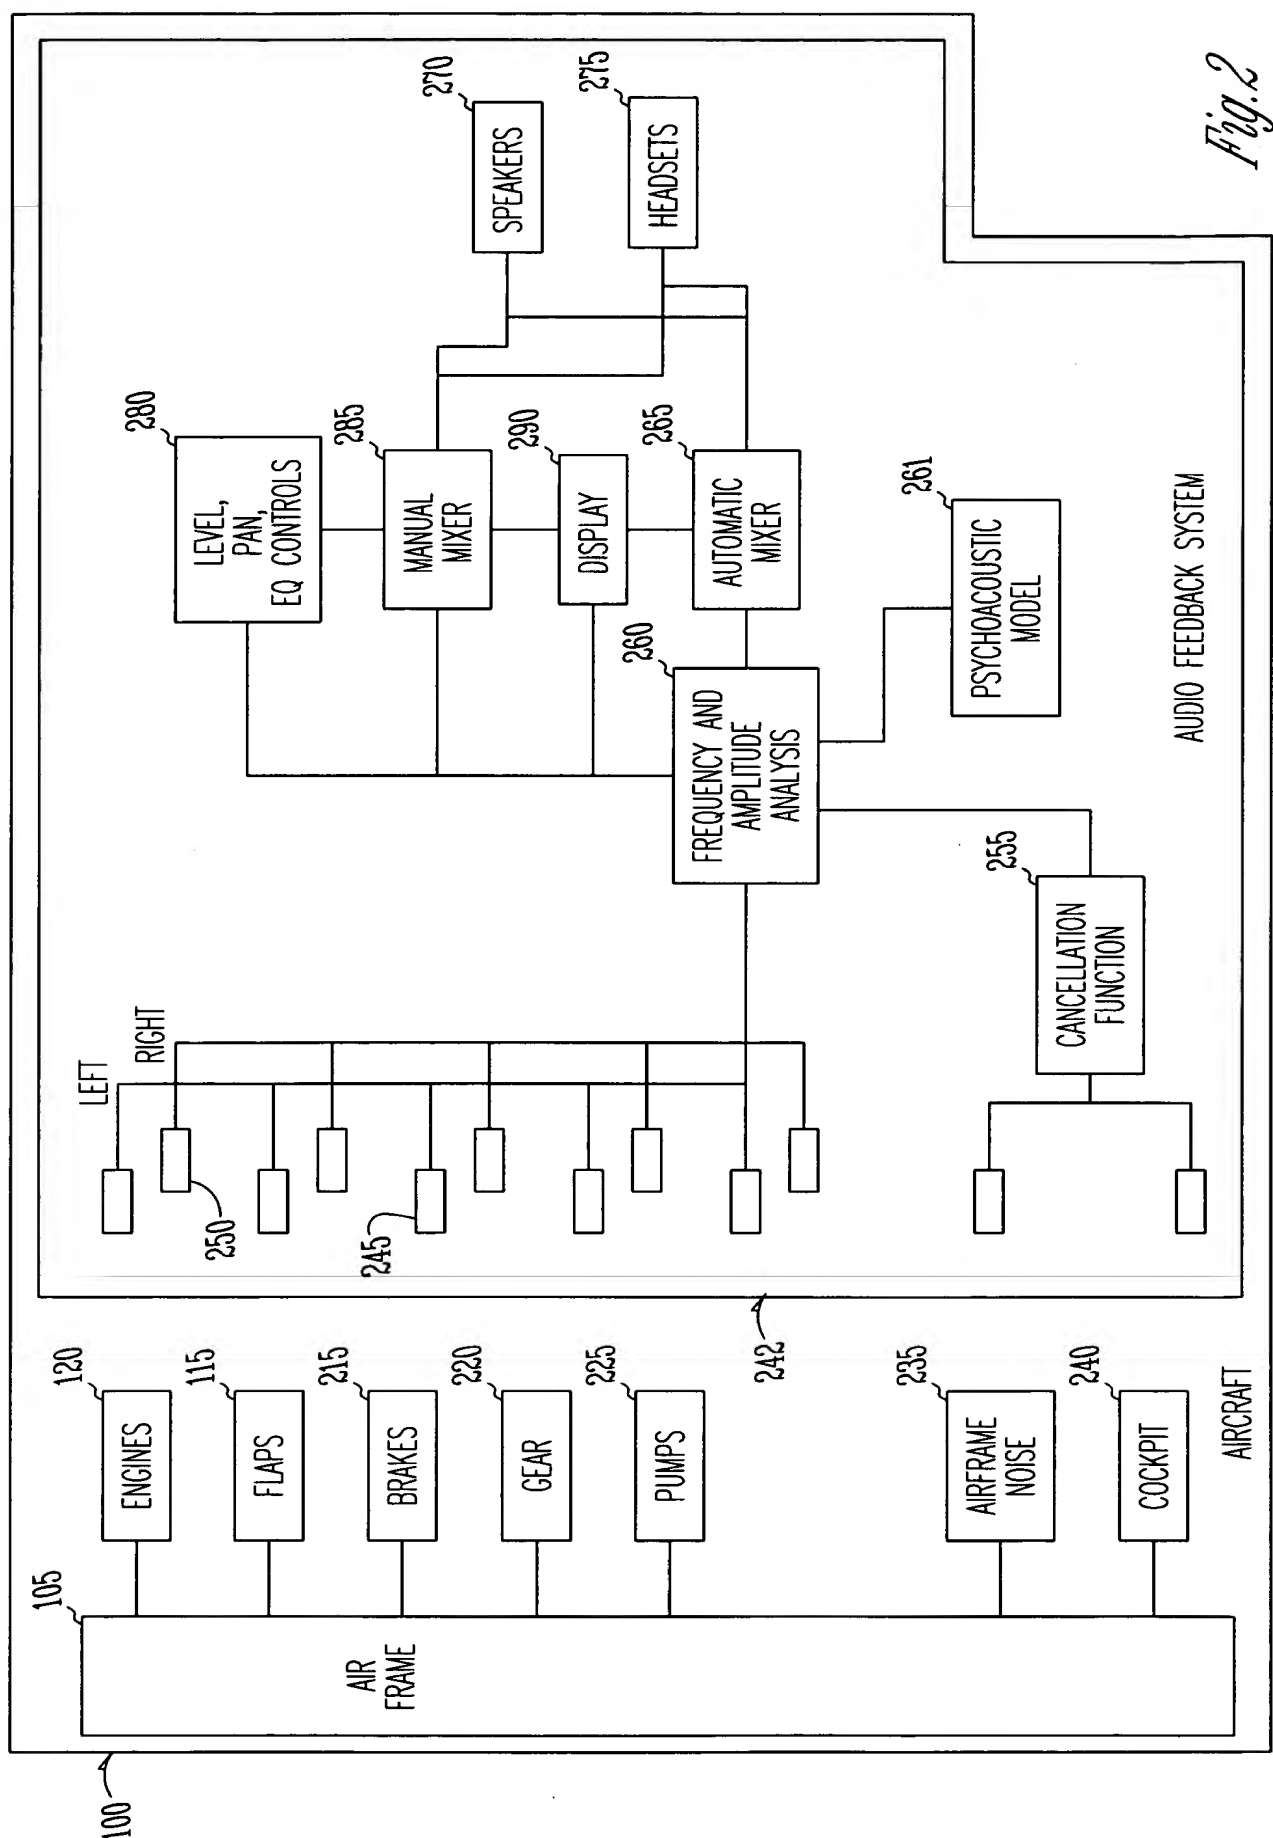 100
105
AIR
FRAME
120
ENGINES
115
FLAPS
215
BRAKES
220
GEAR
225
PUMPS
235
AIRFRAME
NOISE
240
COCKPIT
AIRCRAFT
242
LEFT
RIGHT
250
245
255
CANCELLATION
FUNCTION
260
FREQUENCY AND
AMPLITUDE
ANALYSIS
261
PSYCHOACOUSTIC
MODEL
280
LEVEL,
PAN,
EQ CONTROLS
285
MANUAL
MIXER
290
DISPLAY
265
AUTOMATIC
MIXER
270
SPEAKERS
275
HEADSETS
AUDIO FEEDBACK SYSTEM
Fig. 2